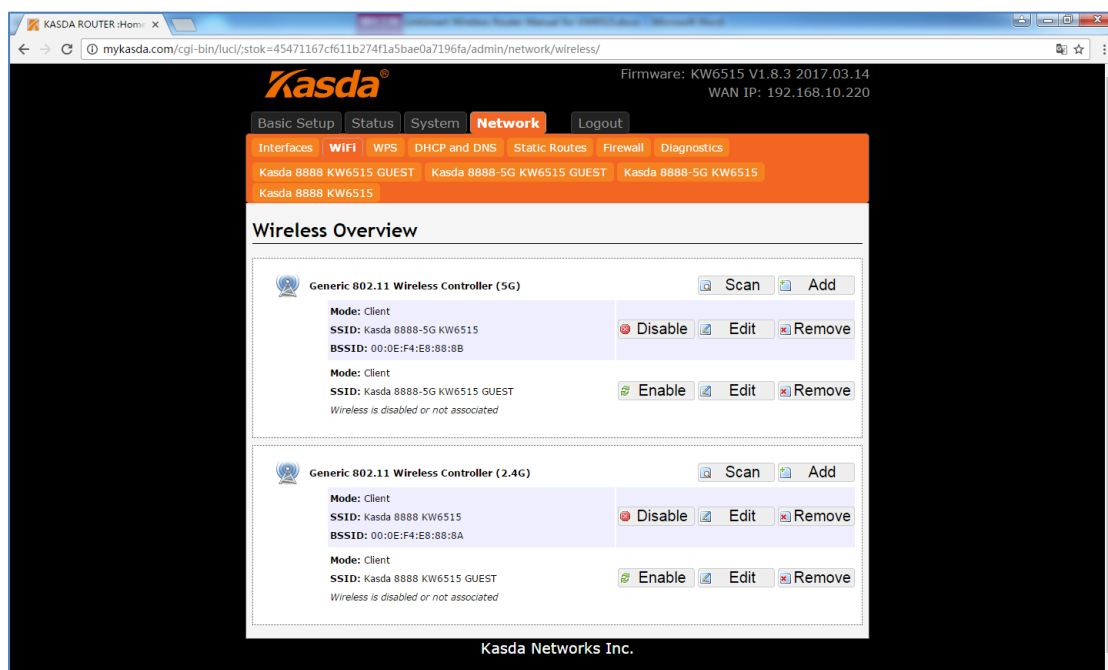 KASDA ROUTER :Hom
mykasda.com/cgi-bin/luci/;stok=45471167cf611b274f1a5bae0a7196fa/admin/network/wireless/
Kasda®
Firmware: KW6515 V1.8.3 2017.03.14
WAN IP: 192.168.10.220
Basic Setup Status System Network Logout
Interfaces WiFi WPS DHCP and DNS Static Routes Firewall Diagnostics
Kasda 8888 KW6515 GUEST Kasda 8888-5G KW6515 GUEST Kasda 8888-5G KW6515
Kasda 8888 KW6515
Wireless Overview
Generic 802.11 Wireless Controller (5G) Scan Add
Mode: Client
SSID: Kasda 8888-5G KW6515 Disable Edit Remove
BSSID: 00:0E:F4:E8:88:8B
Mode: Client
SSID: Kasda 8888-5G KW6515 GUEST Enable Edit Remove
Wireless is disabled or not associated
Generic 802.11 Wireless Controller (2.4G) Scan Add
Mode: Client
SSID: Kasda 8888 KW6515 Disable Edit Remove
BSSID: 00:0E:F4:E8:88:8A
Mode: Client
SSID: Kasda 8888 KW6515 GUEST Enable Edit Remove
Wireless is disabled or not associated
Kasda Networks Inc.